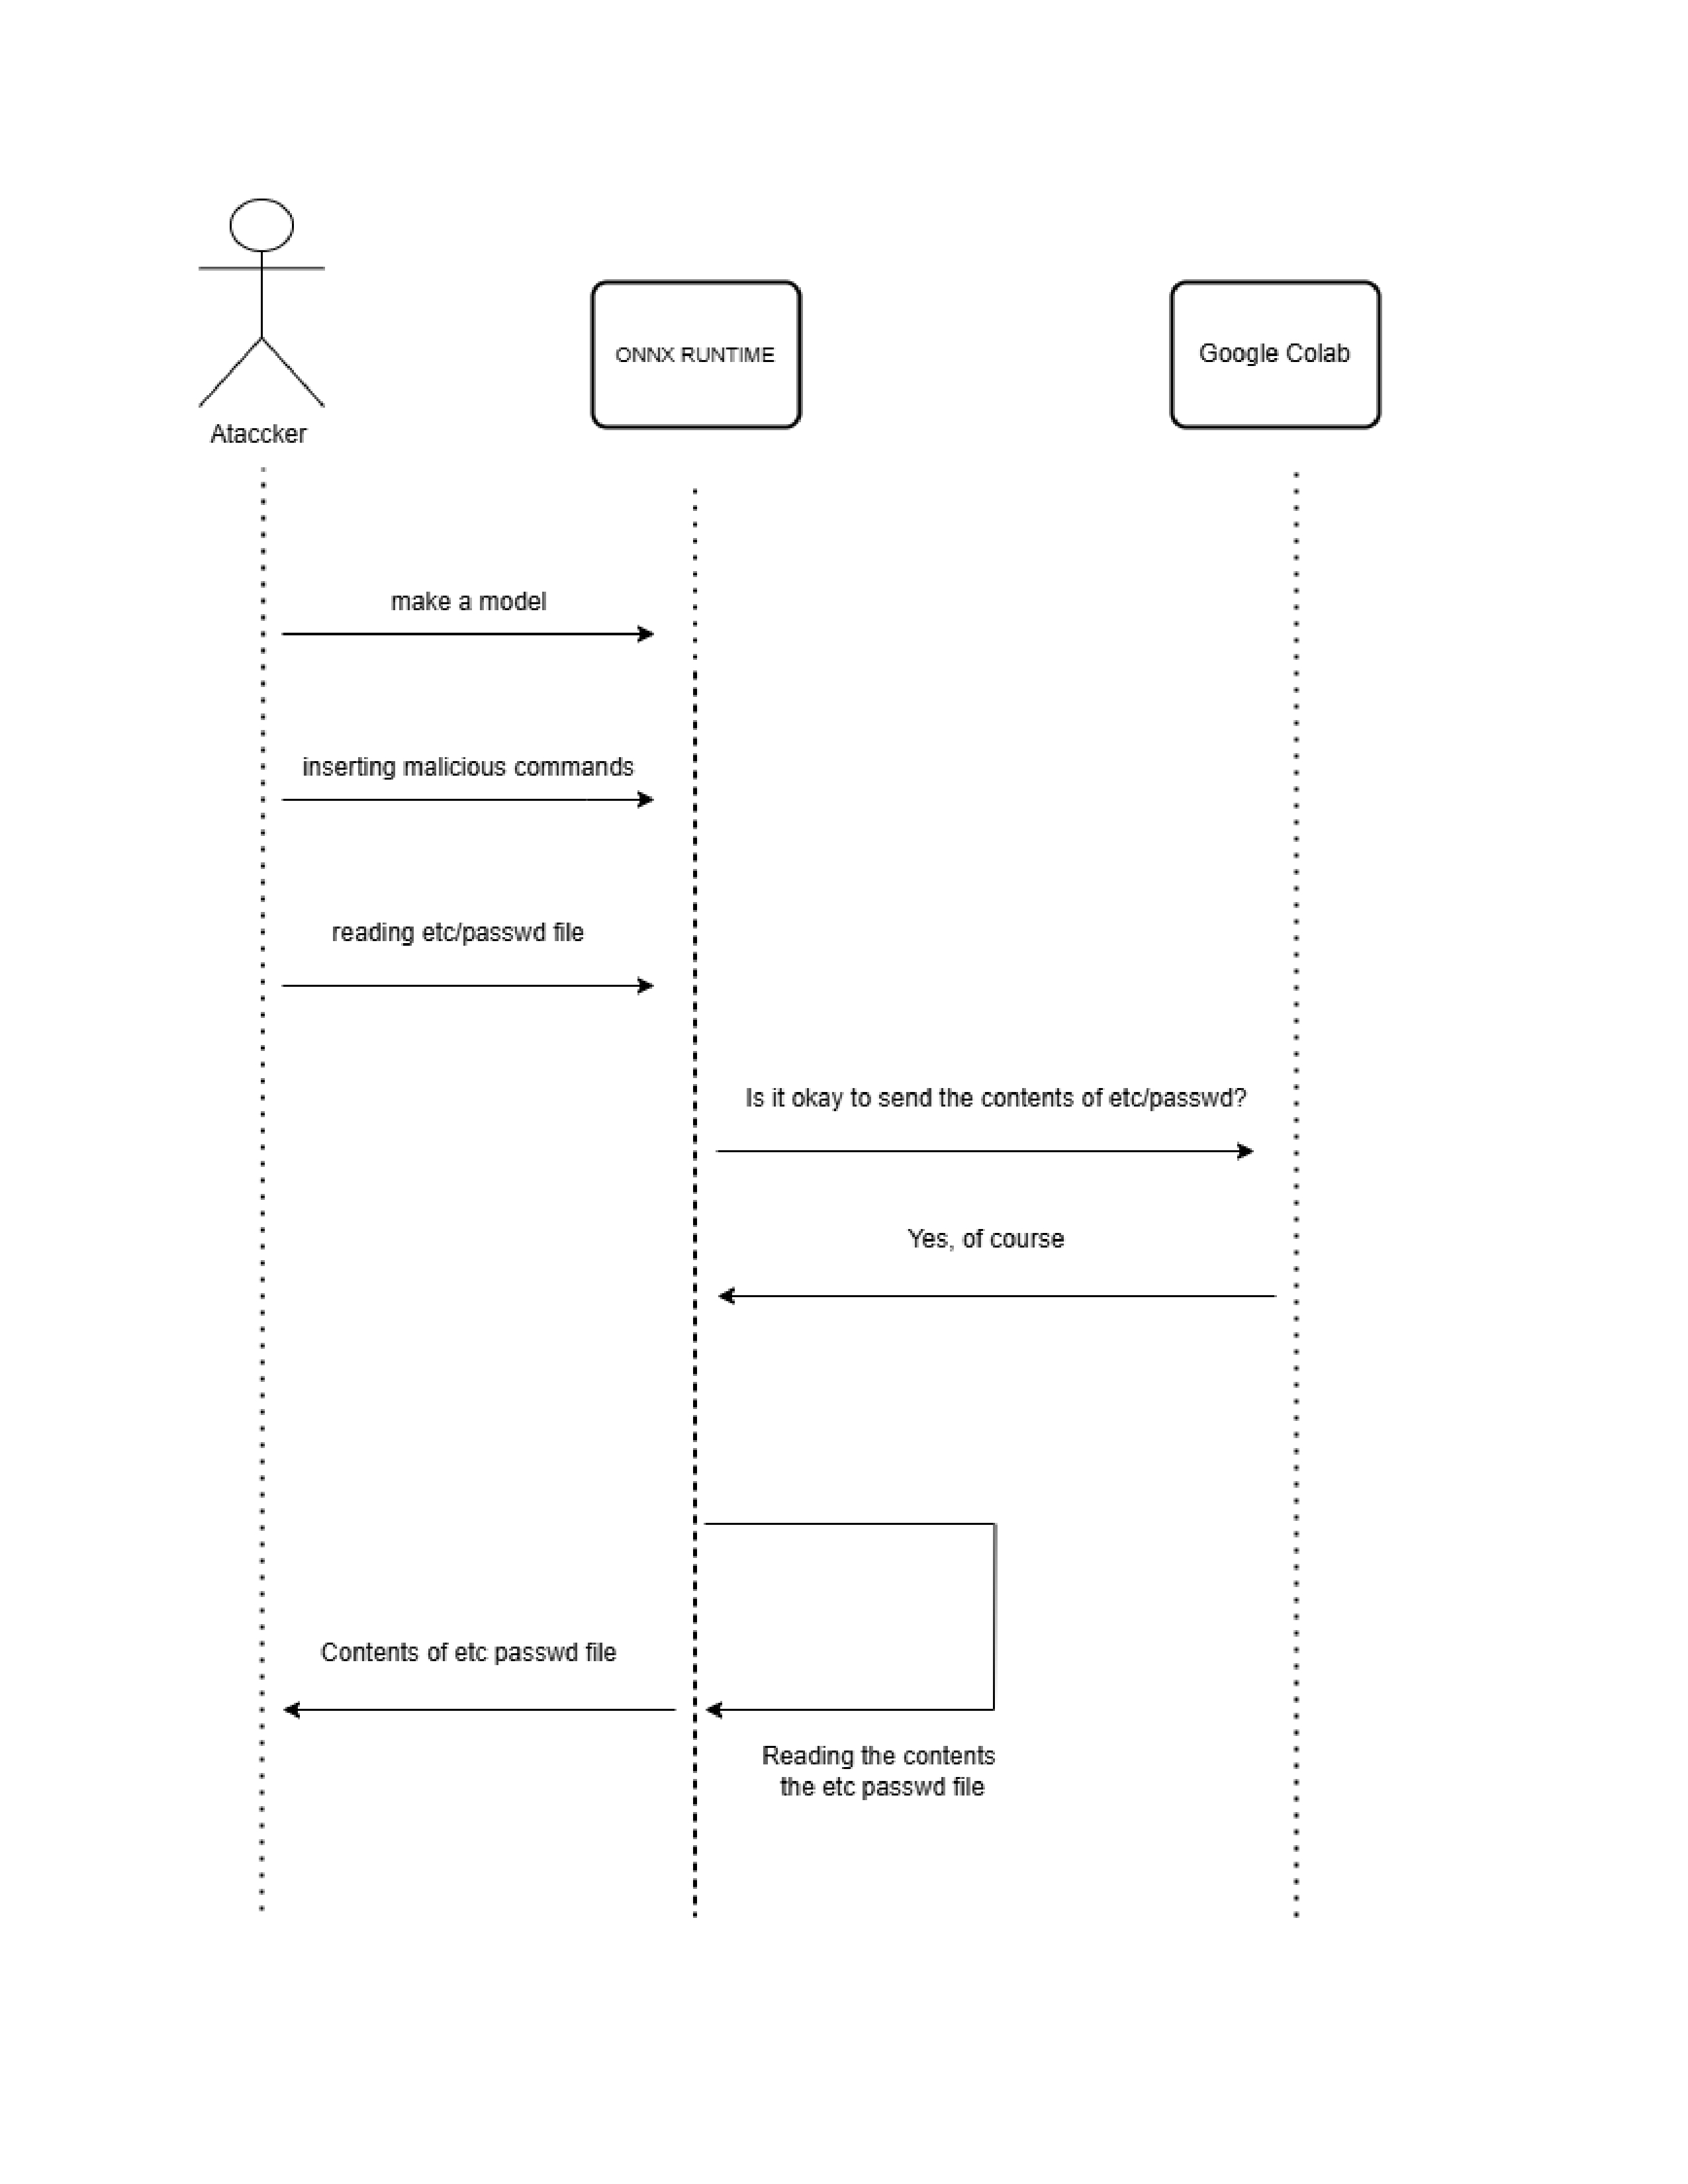 ONNX RUNTIME
Google Colab
Ataccker
make a model
inserting malicious commands
reading etc/passwd file
Is it okay to send the contents of etc/passwd?
Yes, of course
Contents of etc passwd file
Reading the contents
the etc passwd file